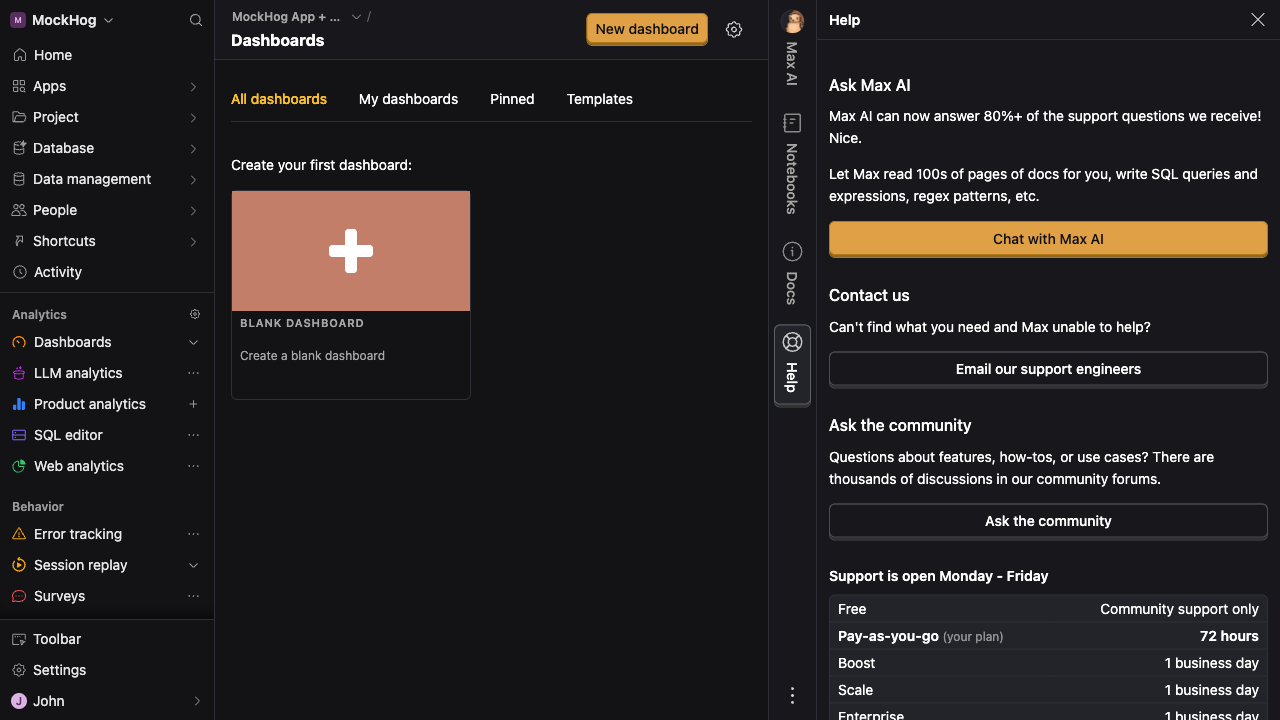 M MockHog
Home
Apps
Project
Database
Data management
People
Shortcuts
Activity
Analytics
Dashboards
LLM analytics
Product analytics
SQL editor
Web analytics
Behavior
Error tracking
Session replay
Surveys
Toolbar
Settings
J John
MockHog App + ... /
Dashboards
New dashboard
All dashboards My dashboards Pinned Templates
Create your first dashboard:
BLANK DASHBOARD
Create a blank dashboard
Max AI
Notebooks
Docs
Help
Help
Ask Max AI
Max AI can now answer 80%+ of the support questions we receive!
Nice.
Let Max read 100s of pages of docs for you, write SQL queries and
expressions, regex patterns, etc.
Chat with Max AI
Contact us
Can't find what you need and Max unable to help?
Email our support engineers
Ask the community
Questions about features, how-tos, or use cases? There are
thousands of discussions in our community forums.
Ask the community
Support is open Monday - Friday
Free Community support only
Pay-as-you-go (your plan) 72 hours
Boost 1 business day
Scale 1 business day
Enterprise 1 business day